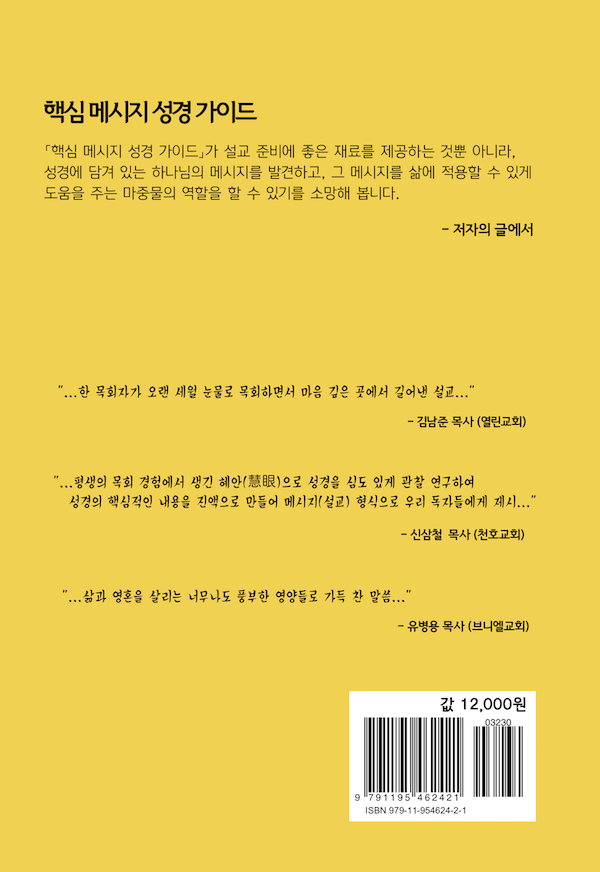 핵심 메시지 성경 가이드
「핵심 메시지 성경 가이드」가 설교 준비에 좋은 재료를 제공하는 것뿐 아니라,
성경에 담겨 있는 하나님의 메시지를 발견하고, 그 메시지를 삶에 적용할 수 있게
도움을 주는 마중물의 역할을 할 수 있기를 소망해 봅니다.
- 저자의 글에서
"...한 목회자가 오랜 세월 눈물로 목회하면서 마음 깊은 곳에서 길어낸 설교..."
- 김남준 목사 (열린교회)
"...평생의 목회 경험에서 생긴 혜안(慧眼)으로 성경을 심도 있게 관찰 연구하여
성경의 핵심적인 내용을 진액으로 만들어 메시지(설교) 형식으로 우리 독자들에게 제시..."
- 신삼철 목사 (천호교회)
"...삶과 영혼을 살리는 너무나도 풍부한 영양들로 가득 찬 말씀..."
- 유병용 목사 (브니엘교회)
값 12,000원
03230
9 791195 462421
ISBN 979-11-954624-2-1